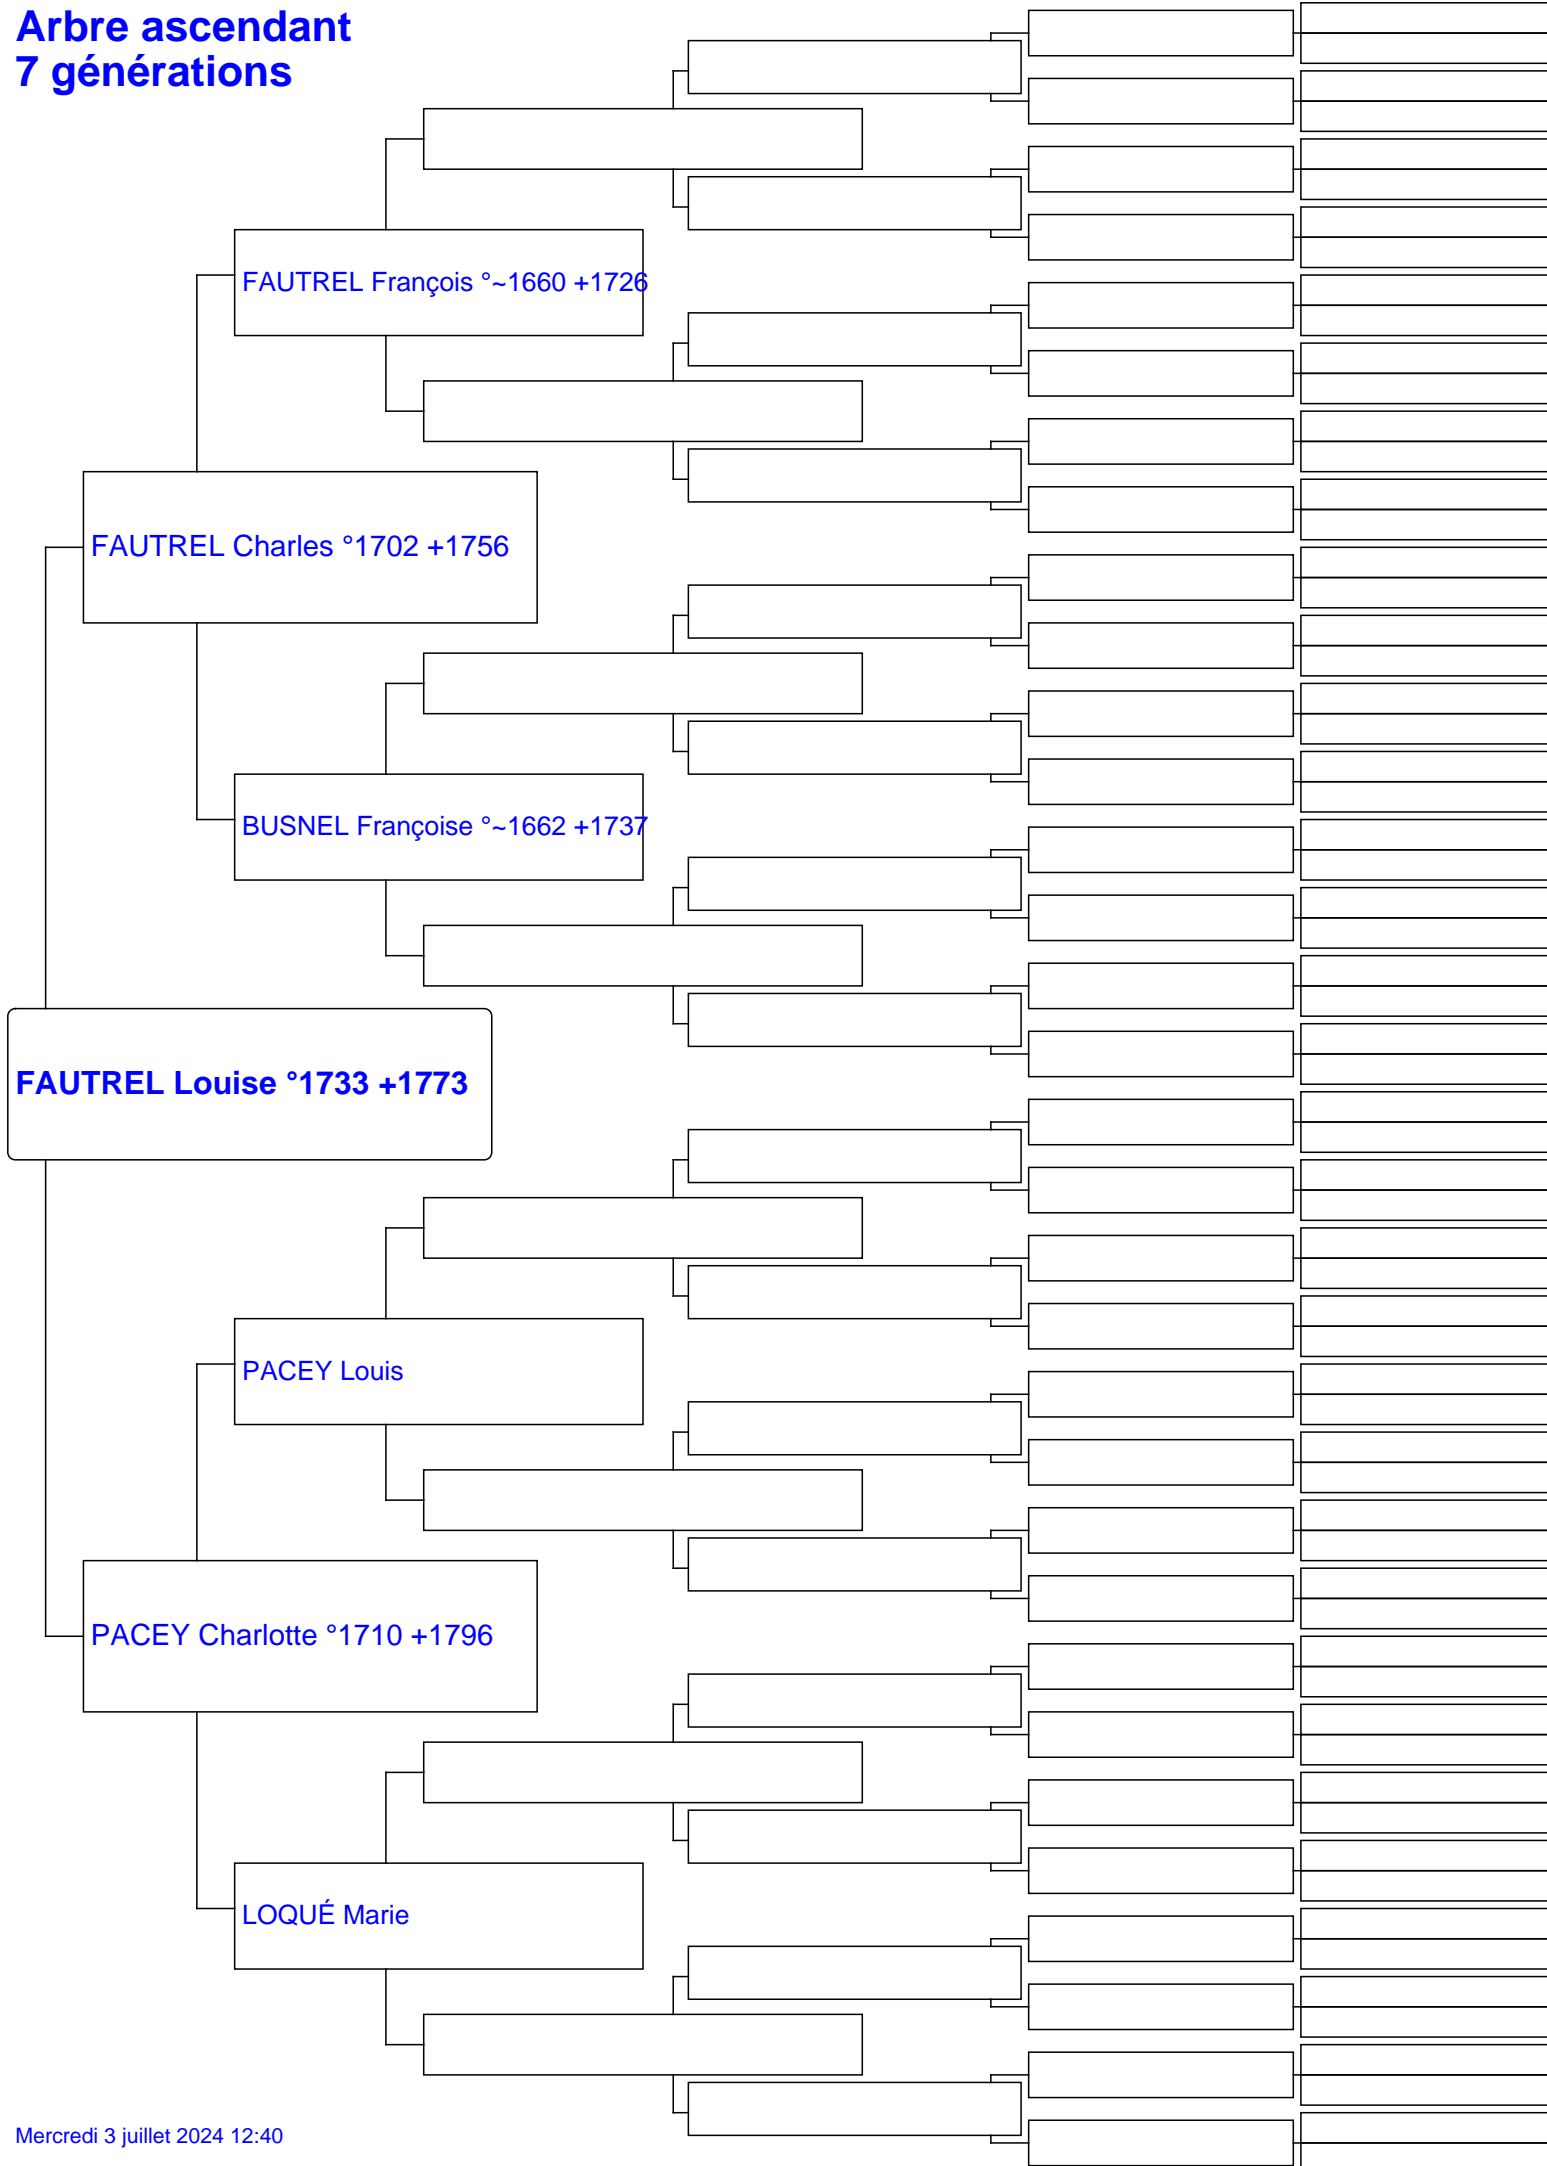 Arbre ascendant
7 générations
FAUTREL François °~1660 +1726
FAUTREL Charles °1702 +1756
BUSNEL Françoise °~1662 +1737
FAUTREL Louise °1733 +1773
PACEY Louis
PACEY Charlotte °1710 +1796
LOQUÉ Marie
Mercredi 3 juillet 2024 12:40